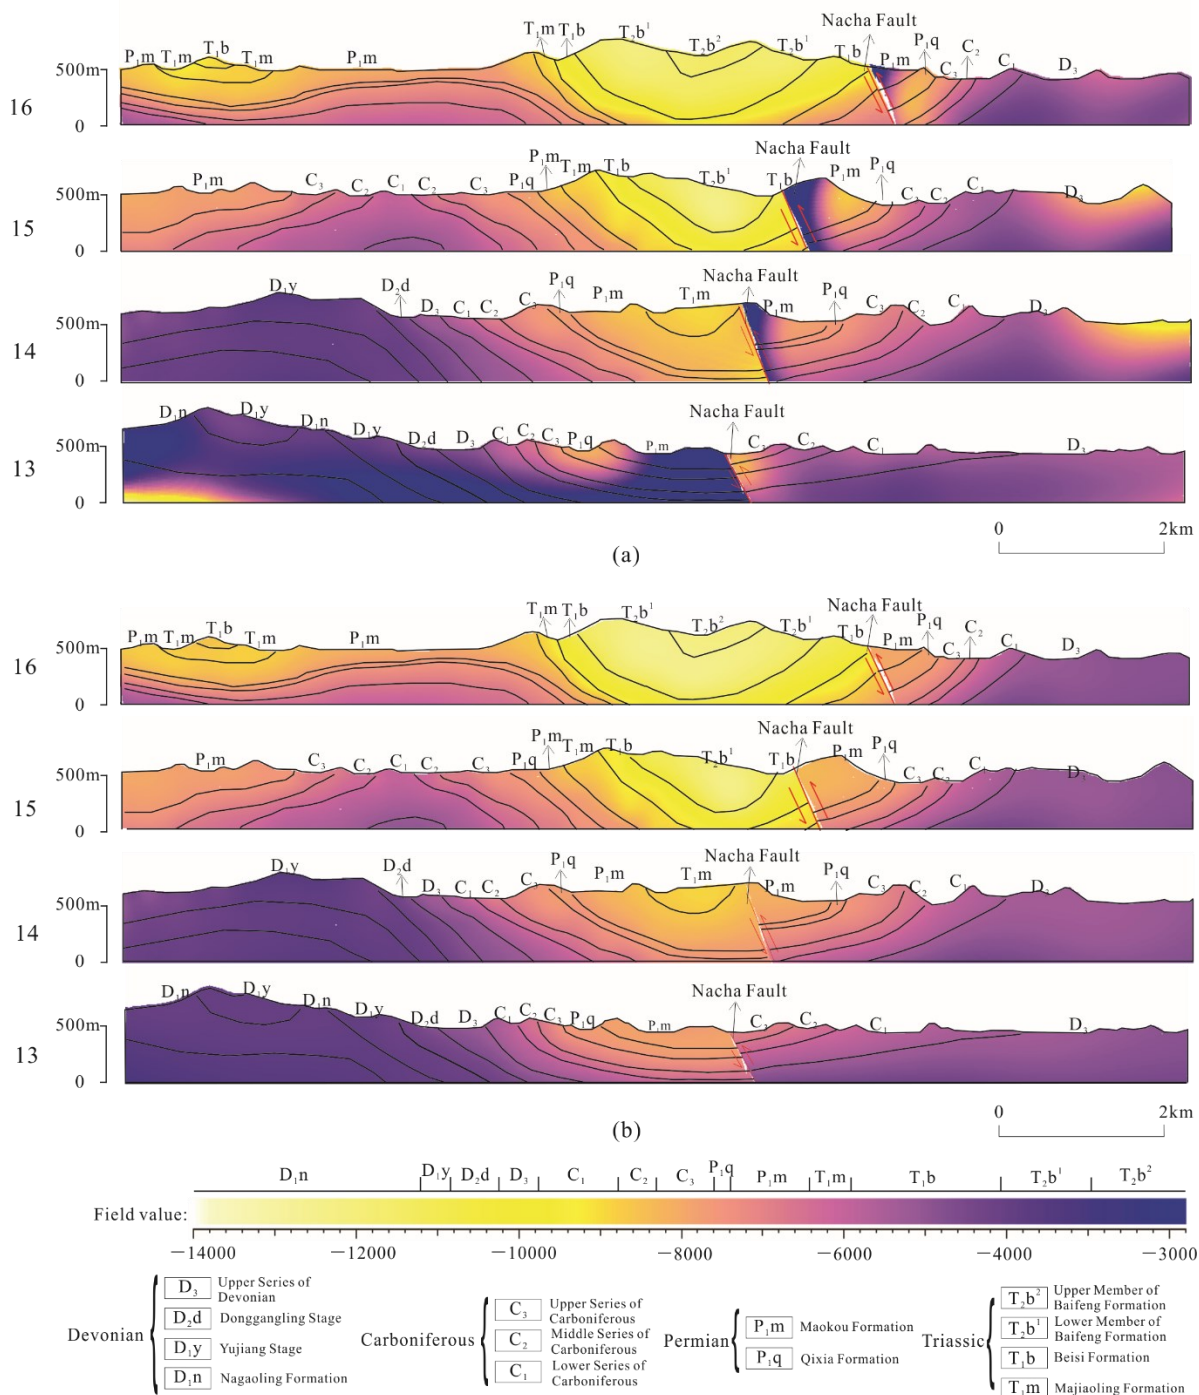 Nacha Fault
P₁m T₁m T₁b T₁m P₁m T₁m T₁b T₂b¹ T₂b² T₂b¹ T₁b P₁m P₁q C₃ C₂ C₁ D₃
500m
16
0
Nacha Fault
P₁m C₃ C₂ C₁ C₂ C₃ P₁q P₁m T₁m T₁b T₂b¹ T₁b P₁m P₁q C₃ C₂ C₁ D₃
500m
15
0
Nacha Fault
D₁y D₂d D₃ C₁ C₂ C₃ P₁q P₁m T₁m P₁m P₁q C₃ C₂ C₁ D₃
500m
14
0
Nacha Fault
D₁n D₁y D₁n D₁y D₂d D₃ C₁ C₂ C₃ P₁q P₁m C₃ C₂ C₁ D₃
500m
13
0
0 2km
(a)
Nacha Fault
P₁m T₁m T₁b T₁m P₁m T₁m T₁b T₂b¹ T₂b² T₂b¹ T₁b P₁m P₁q C₃ C₂ C₁ D₃
500m
16
0
Nacha Fault
P₁m C₃ C₂ C₁ C₂ C₃ P₁q P₁m T₁m T₁b T₂b¹ T₁b P₁m P₁q C₃ C₂ C₁
500m
15
0
Nacha Fault
D₁y D₂d D₃ C₁ C₂ C₃ P₁q P₁m T₁m P₁m P₁q C₃ C₂ C₁ D₃
500m
14
0
Nacha Fault
D₁n D₁y D₁n D₁y D₂d D₃ C₁ C₂ C₃ P₁q P₁m C₃ C₂ C₁ D₃
500m
13
0
0 2km
(b)
D₁n D₁y D₂d D₃ C₁ C₂ C₃ P₁q P₁m T₁m T₁b T₂b¹ T₂b²
Field value:
−14000 −12000 −10000 −8000 −6000 −4000 −3000
Devonian
D₃ Upper Series of
Devonian
D₂d Donggangling Stage
D₁y Yujiang Stage
D₁n Nagaoling Formation
Carboniferous
C₃ Upper Series of
Carboniferous
C₂ Middle Series of
Carboniferous
C₁ Lower Series of
Carboniferous
Permian
P₁m Maokou Formation
P₁q Qixia Formation
Triassic
T₂b² Upper Member of
Baifeng Formation
T₂b¹ Lower Member of
Baifeng Formation
T₁b Beisi Formation
T₁m Majiaoling Formation